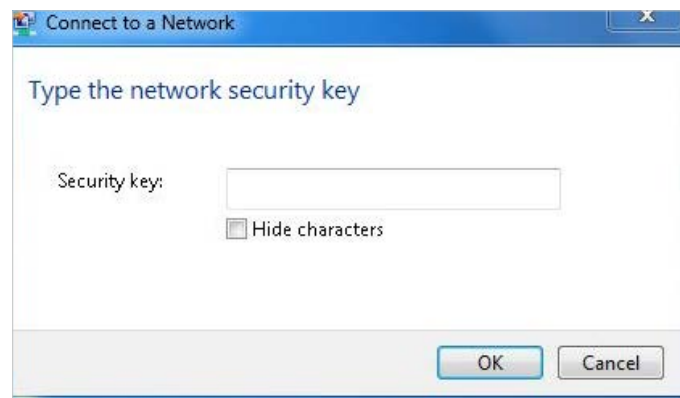 Connect to a Network
x
Type the network security key
Security key:
Hide characters
OK
Cancel